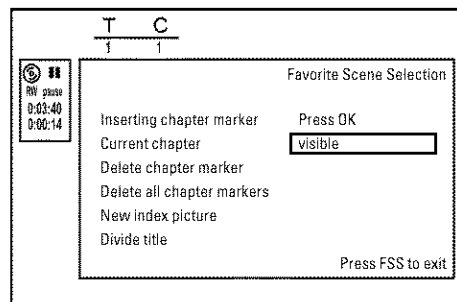 T C
1 1
RW pause
0:03:40
0:00:14
Favorite Scene Selection
Inserting chapter marker Press OK
Current chapter visible
Delete chapter marker
Delete all chapter markers
New index picture
Divide title
Press FSS to exit